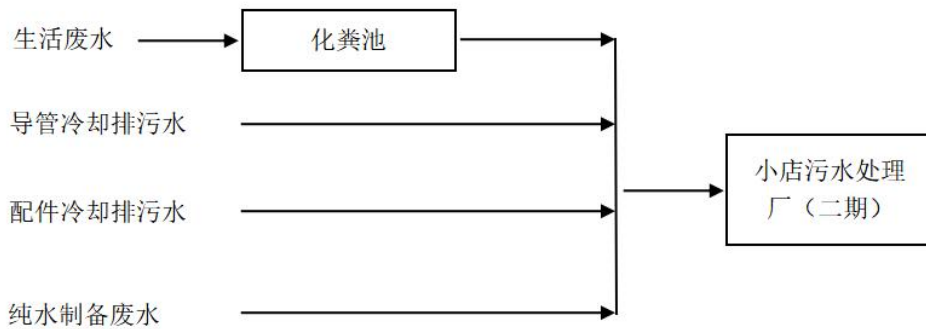 生活废水
化粪池
导管冷却排污水
配件冷却排污水
小店污水处理
厂（二期）
纯水制备废水